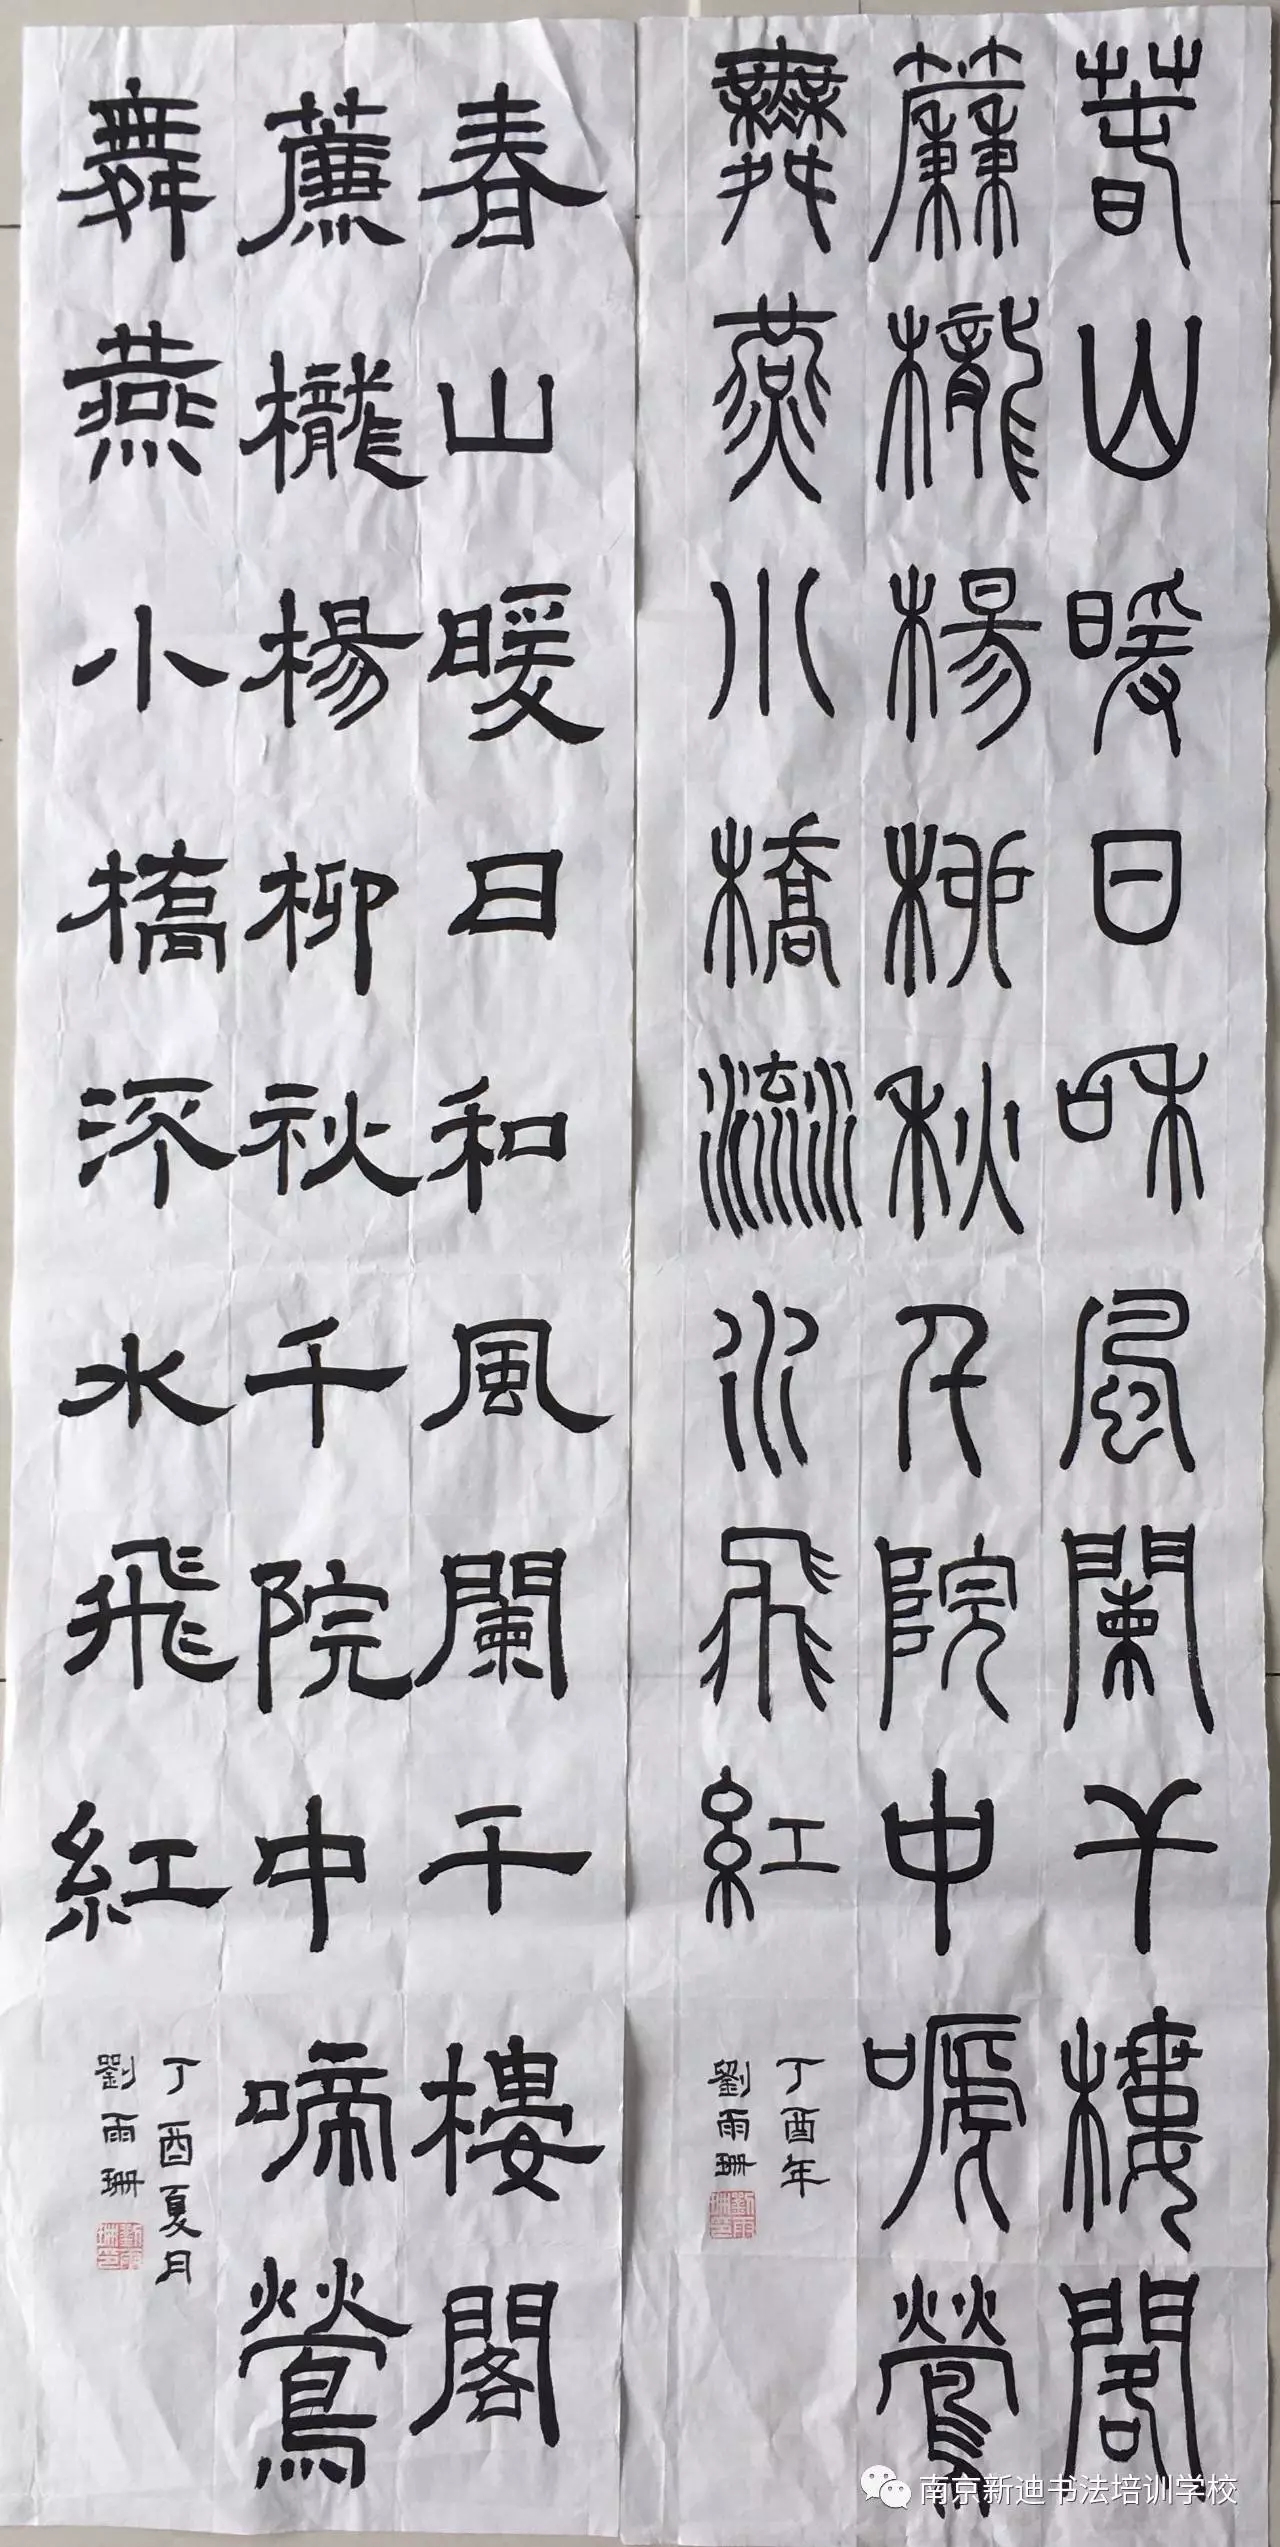 春山暖日和風闌干樓閣
簾櫳楊柳秋千院中啼鶯
舞燕小橋流水飛紅
丁酉年
劉雨珊
春山暖日和風闌干樓閣
簾櫳楊柳秋千院中啼鶯
舞燕小橋流水飛紅
丁酉夏月
劉雨珊
南京新迪书法培训学校